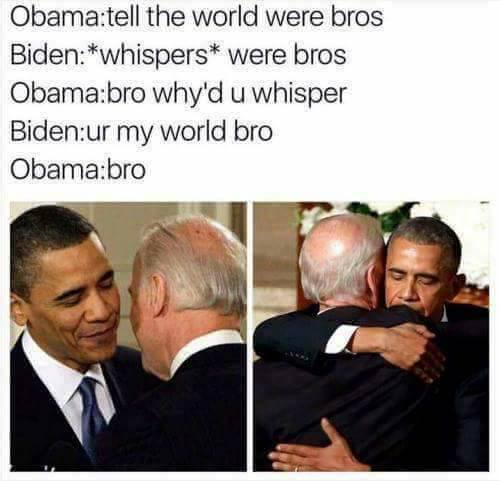 Obama:tell the world were bros
Biden:*whispers* were bros
Obama:bro why'd u whisper
Biden:ur my world bro
Obama:bro